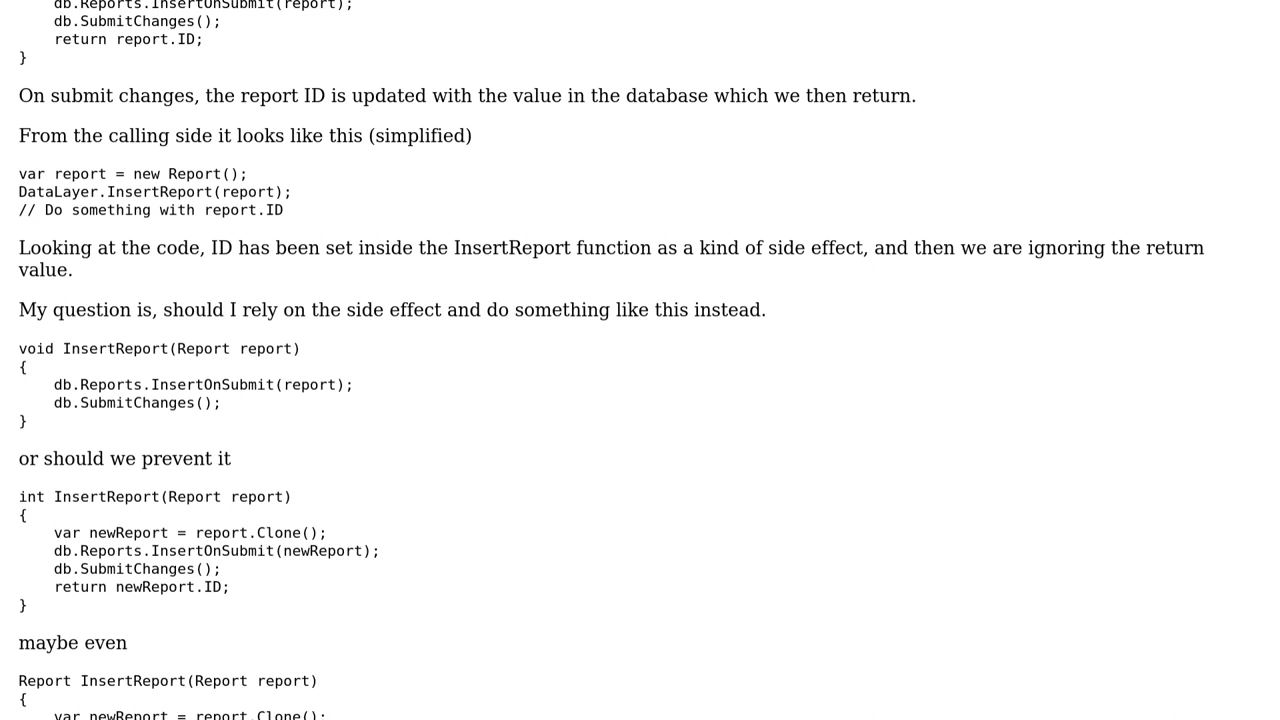 db.Reports.InsertOnSubmit(report);
    db.SubmitChanges();
    return report.ID;
}
On submit changes, the report ID is updated with the value in the database which we then return.
From the calling side it looks like this (simplified)
var report = new Report();
DataLayer.InsertReport(report);
// Do something with report.ID
Looking at the code, ID has been set inside the InsertReport function as a kind of side effect, and then we are ignoring the return
value.
My question is, should I rely on the side effect and do something like this instead.
void InsertReport(Report report)
{
    db.Reports.InsertOnSubmit(report);
    db.SubmitChanges();
}
or should we prevent it
int InsertReport(Report report)
{
    var newReport = report.Clone();
    db.Reports.InsertOnSubmit(newReport);
    db.SubmitChanges();
    return newReport.ID;
}
maybe even
Report InsertReport(Report report)
{
    var newReport = report.Clone();